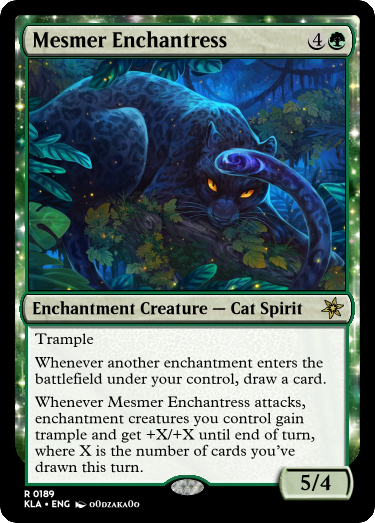 Mesmer Enchantress 4
Enchantment Creature — Cat Spirit
Trample
Whenever another enchantment enters the
battlefield under your control, draw a card.
Whenever Mesmer Enchantress attacks,
enchantment creatures you control gain
trample and get +X/+X until end of turn,
where X is the number of cards you’ve
drawn this turn.
5/4
R 0189
KLA • ENG o0DZAKA0o